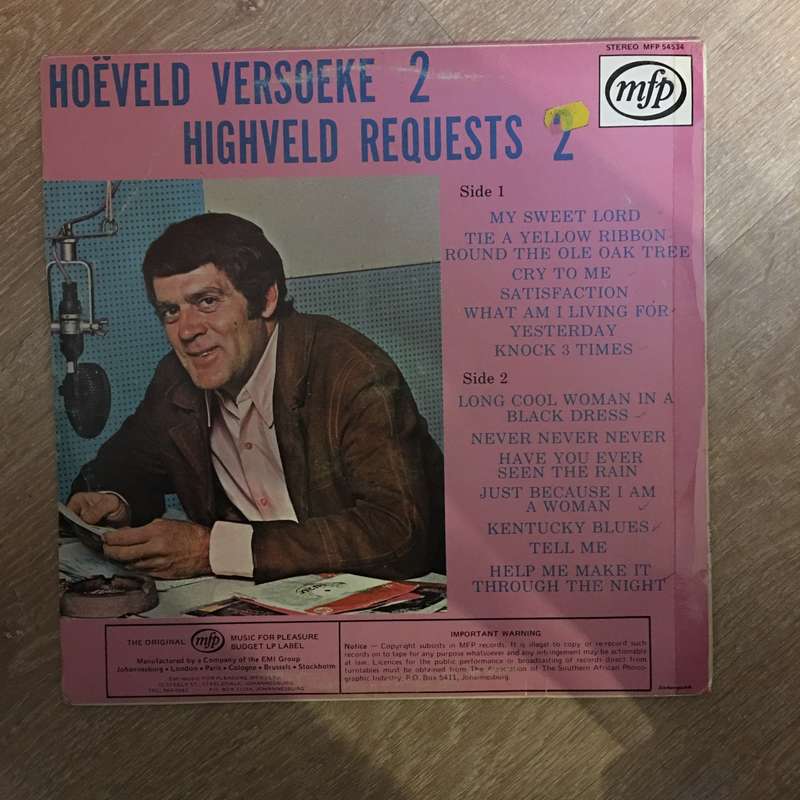 STEREO MFP 54534
mfp
HOËVELD VERSOEKE 2
HIGHVELD REQUESTS 2
Side 1
MY SWEET LORD
TIE A YELLOW RIBBON
ROUND THE OLE OAK TREE
CRY TO ME
SATISFACTION
WHAT AM I LIVING FOR
YESTERDAY
KNOCK 3 TIMES
Side 2
LONG COOL WOMAN IN A
BLACK DRESS
NEVER NEVER NEVER
HAVE YOU EVER
SEEN THE RAIN
JUST BECAUSE I AM
A WOMAN
KENTUCKY BLUES
TELL ME
HELP ME MAKE IT
THROUGH THE NIGHT
THE ORIGINAL mfp MUSIC FOR PLEASURE
BUDGET LP LABEL
Manufactured by a Company of the EMI Group
Johannesburg • London • Paris • Cologne • Brussels • Stockholm
IMPORTANT WARNING
Notice — Copyright subsists in MFP records. It is illegal to copy or re-record such
records on to tape for any purpose whatsoever and any infringement may be actionable
at law. Licences for the public performance or broadcasting of records direct from
turntables must be obtained from The Association of The Southern African Phono-
graphic Industry, P.O. Box 5411, Johannesburg.